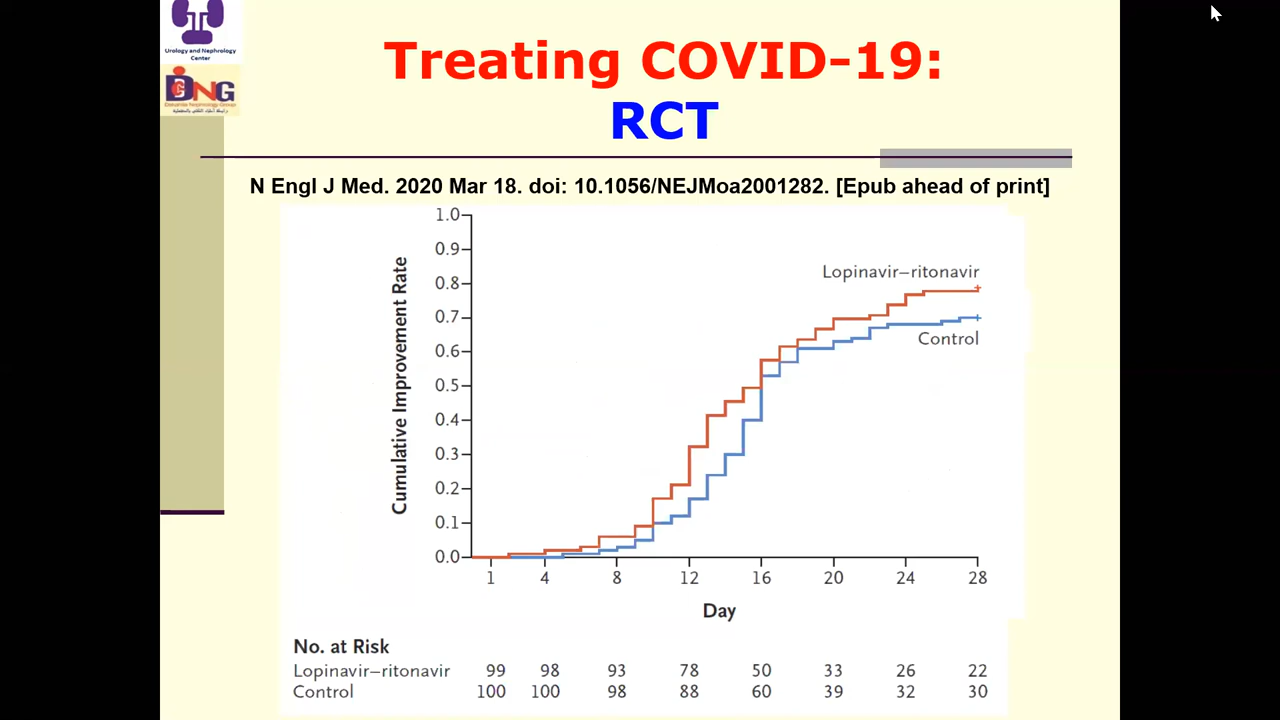 Urology and Nephrology
Center
DNG
Treating COVID-19:
RCT
N Engl J Med. 2020 Mar 18. doi: 10.1056/NEJMoa2001282. [Epub ahead of print]
1.0
0.9
0.8
0.7
0.6
0.5
0.4
0.3
0.2
0.1
0.0
Cumulative Improvement Rate
Lopinavir–ritonavir
Control
1 4 8 12 16 20 24 28
Day
No. at Risk
Lopinavir–ritonavir 99 98 93 78 50 33 26 22
Control 100 100 98 88 60 39 32 30